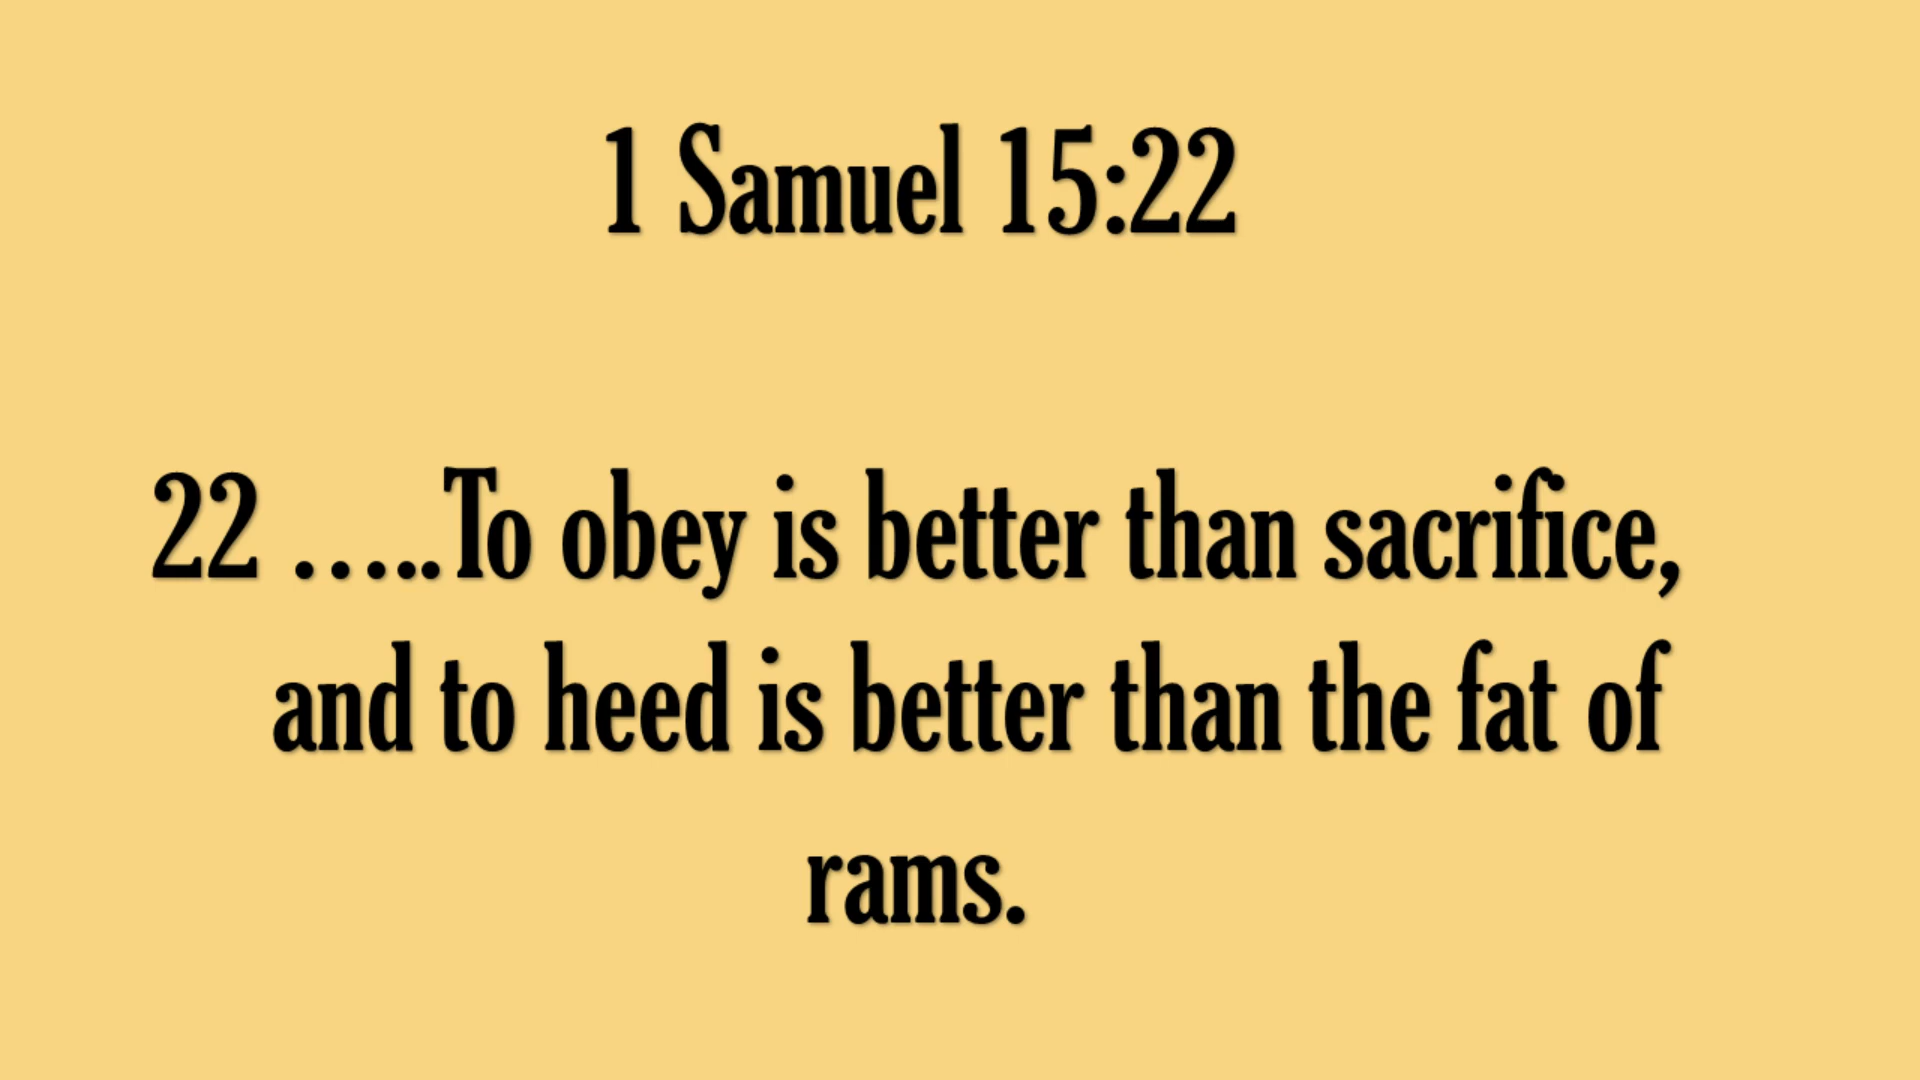 1 Samuel 15:22
22 …..To obey is better than sacrifice,
and to heed is better than the fat of
rams.